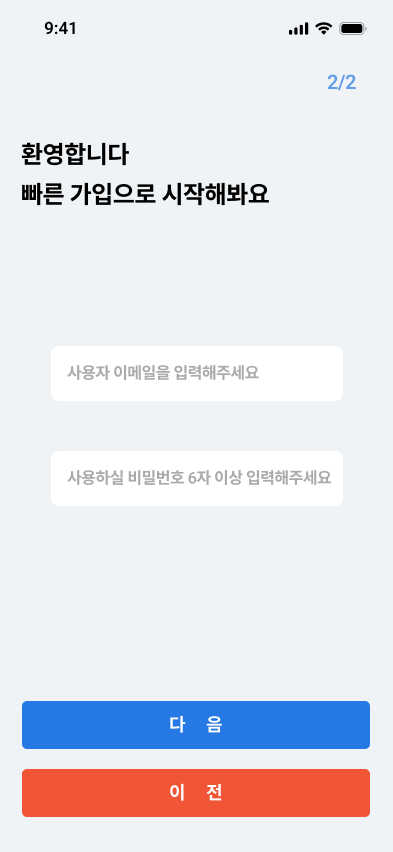 9:41
2/2
환영합니다
빠른 가입으로 시작해봐요
사용자 이메일을 입력해주세요
사용하실 비밀번호 6자 이상 입력해주세요
다 음
이 전